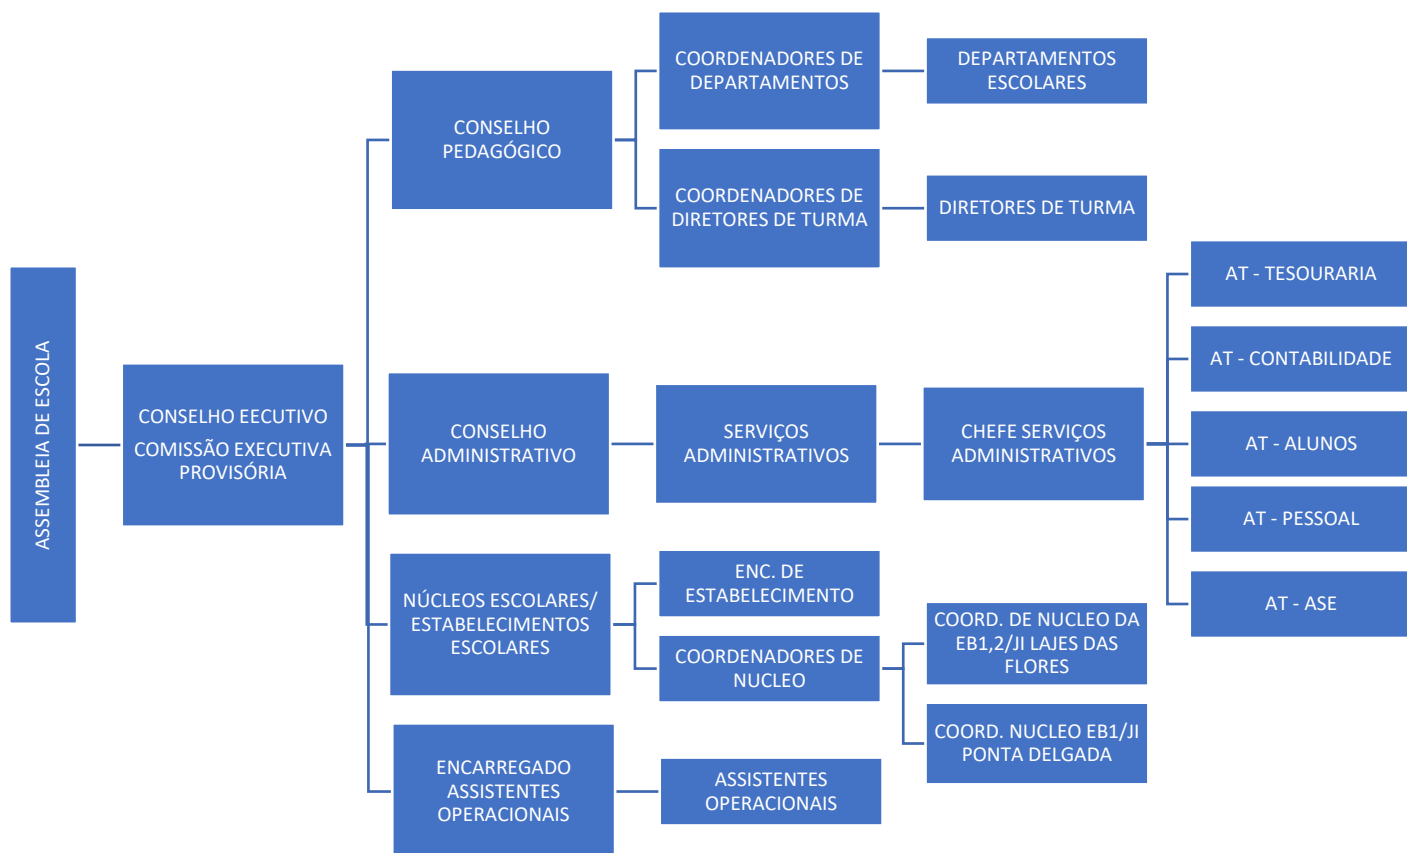 ASSEMBLEIA DE ESCOLA
CONSELHO EECUTIVO
COMISSÃO EXECUTIVA
PROVISÓRIA
CONSELHO
PEDAGÓGICO
COORDENADORES DE
DEPARTAMENTOS
DEPARTAMENTOS
ESCOLARES
COORDENADORES DE
DIRETORES DE TURMA
DIRETORES DE TURMA
CONSELHO
ADMINISTRATIVO
SERVIÇOS
ADMINISTRATIVOS
CHEFE SERVIÇOS
ADMINISTRATIVOS
AT - TESOURARIA
AT - CONTABILIDADE
AT - ALUNOS
AT - PESSOAL
AT - ASE
NÚCLEOS ESCOLARES/
ESTABELECIMENTOS
ESCOLARES
ENC. DE
ESTABELECIMENTO
COORDENADORES DE
NUCLEO
COORD. DE NUCLEO DA
EB1,2/JI LAJES DAS
FLORES
COORD. NUCLEO EB1/JI
PONTA DELGADA
ENCARREGADO
ASSISTENTES
OPERACIONAIS
ASSISTENTES
OPERACIONAIS